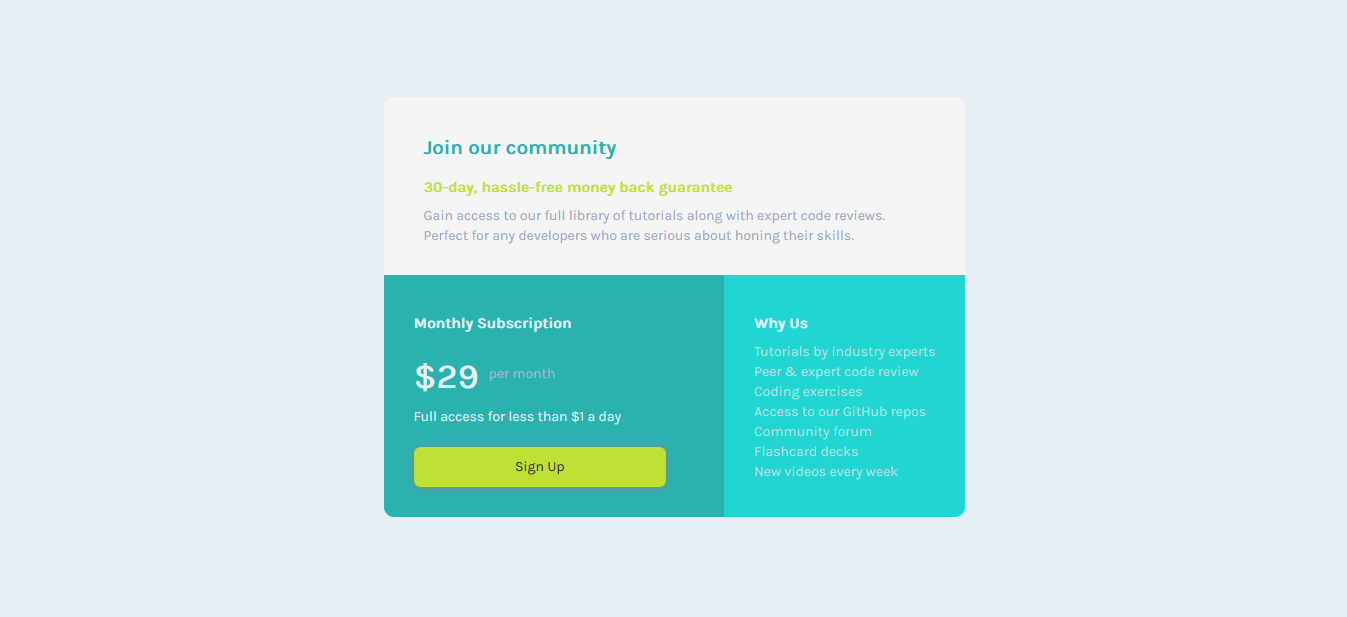 Join our community
30-day, hassle-free money back guarantee
Gain access to our full library of tutorials along with expert code reviews.
Perfect for any developers who are serious about honing their skills.
Monthly Subscription
$29 per month
Full access for less than $1 a day
Sign Up
Why Us
Tutorials by industry experts
Peer & expert code review
Coding exercises
Access to our GitHub repos
Community forum
Flashcard decks
New videos every week